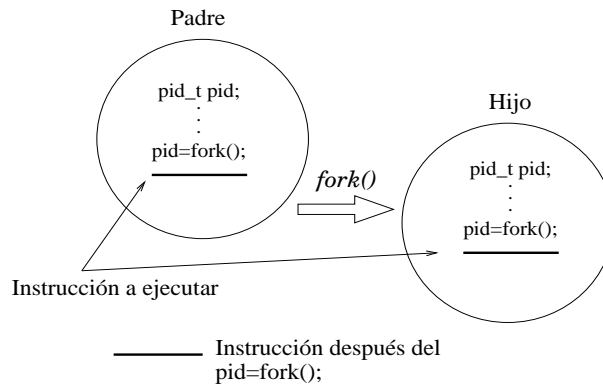 Padre
pid_t pid;
pid=fork();
fork()
Hijo
pid_t pid;
pid=fork();
Instrucción a ejecutar
Instrucción después del
pid=fork();